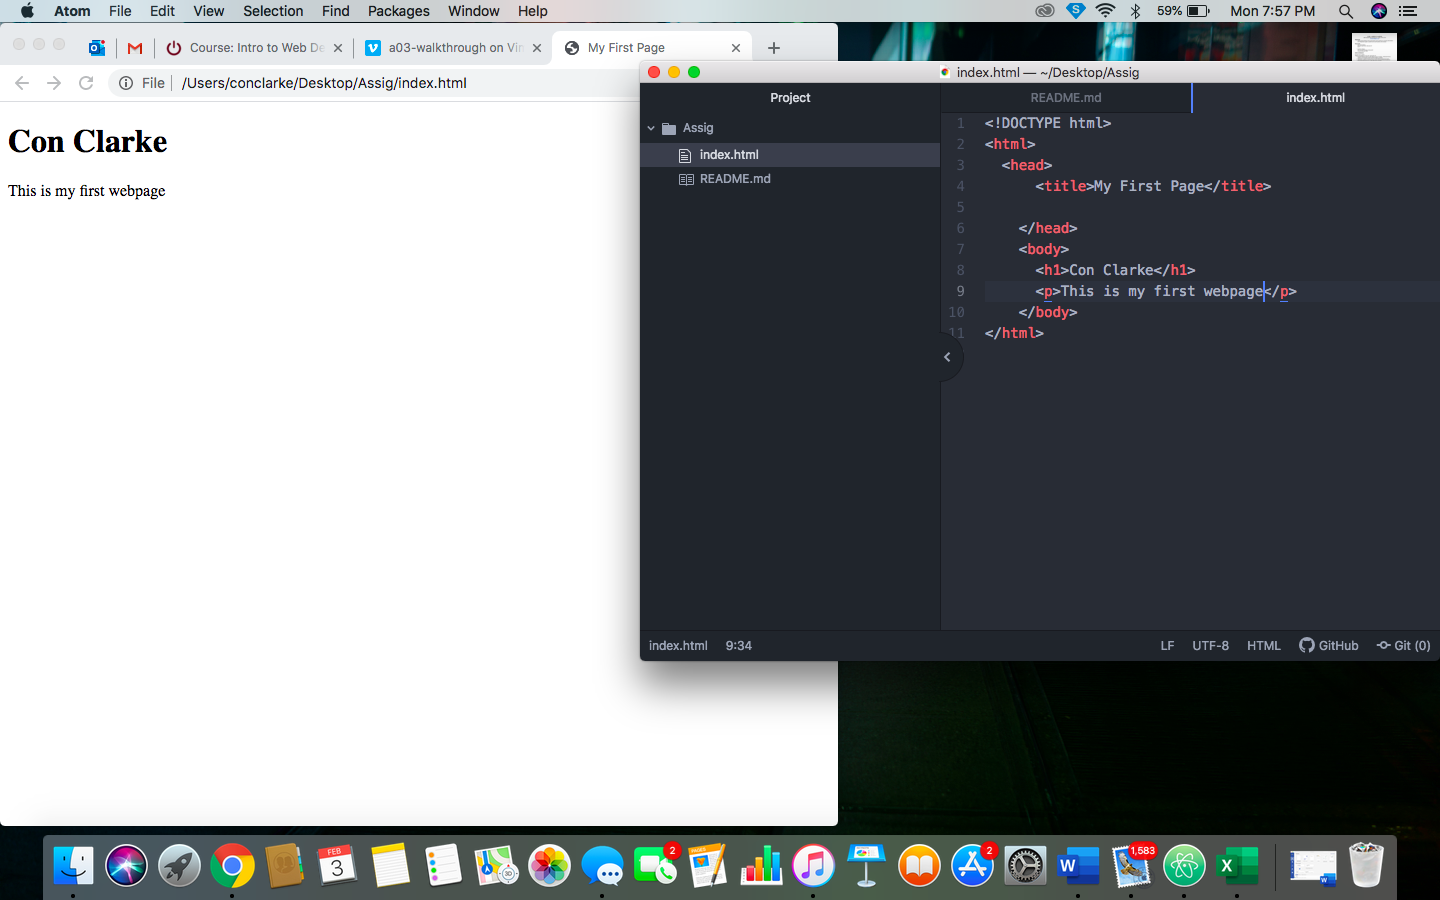 Atom File Edit View Selection Find Packages Window Help
S 59% Mon 7:57 PM
Course: Intro to Web De
a03-walkthrough on Vim
My First Page
File /Users/conclarke/Desktop/Assig/index.html
Con Clarke
This is my first webpage
index.html — ~/Desktop/Assig
Project
Assig
index.html
README.md
README.md
index.html
1 <!DOCTYPE html>
2 <html>
3 <head>
4 <title>My First Page</title>
5
6 </head>
7 <body>
8 <h1>Con Clarke</h1>
9 <p>This is my first webpage</p>
10 </body>
11 </html>
index.html 9:34
LF UTF-8 HTML GitHub Git (0)
FEB
3
3D
2
PAGES
2
W
1,583
X